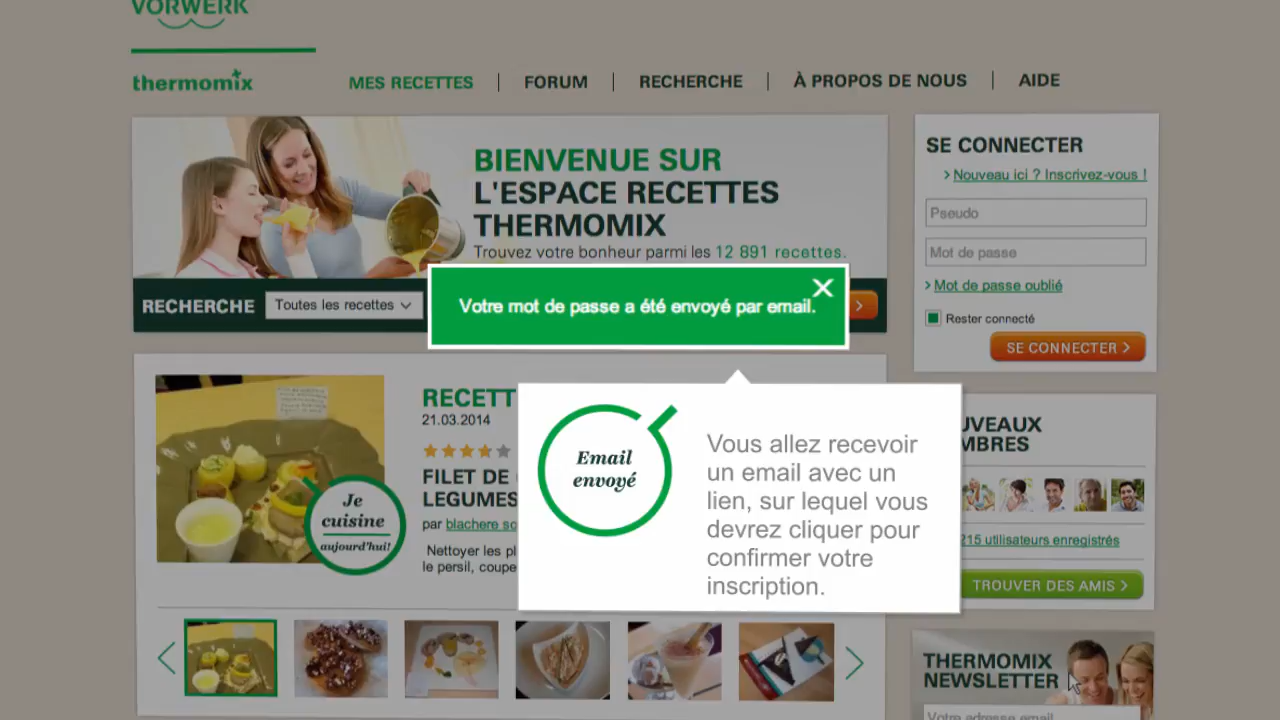 VORWERK
thermomix
MES RECETTES
FORUM
RECHERCHE
À PROPOS DE NOUS
AIDE
BIENVENUE SUR
L'ESPACE RECETTES
THERMOMIX
Trouvez votre bonheur parmi les 12 891 recettes.
RECHERCHE
Toutes les recettes
SE CONNECTER
Nouveau ici ? Inscrivez-vous !
Pseudo
Mot de passe
Mot de passe oublié
Rester connecté
SE CONNECTER
Votre mot de passe a été envoyé par email.
Email
envoyé
Vous allez recevoir
un email avec un
lien, sur lequel vous
devrez cliquer pour
confirmer votre
inscription.
RECETT
21.03.2014
FILET DE
LEGUMES
par blachere so
Nettoyer les pl
le persil, coupe
Je
cuisine
aujourd'hui!
UVEAUX
MBRES
215 utilisateurs enregistrés
TROUVER DES AMIS
THERMOMIX
NEWSLETTER
Votre adresse email